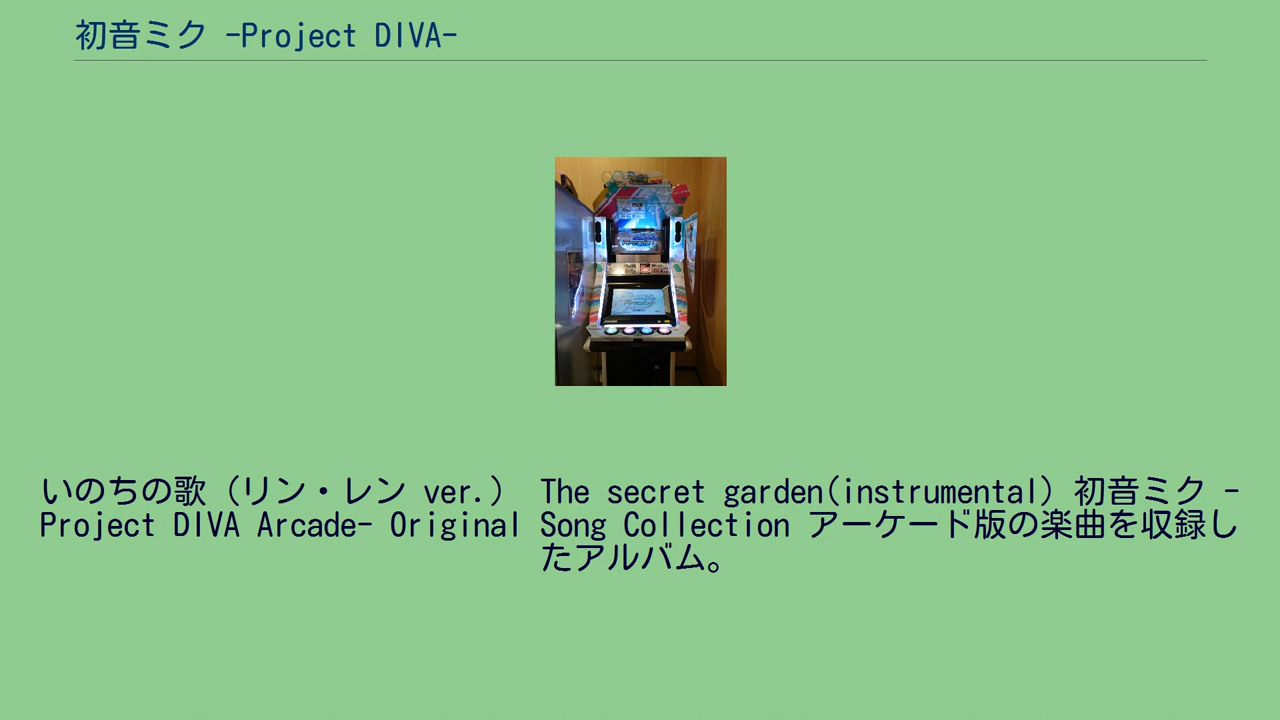 初音ミク -Project DIVA-
いのちの歌（リン・レン ver.） The secret garden(instrumental) 初音ミク -
Project DIVA Arcade- Original Song Collection アーケード版の楽曲を収録し
たアルバム。